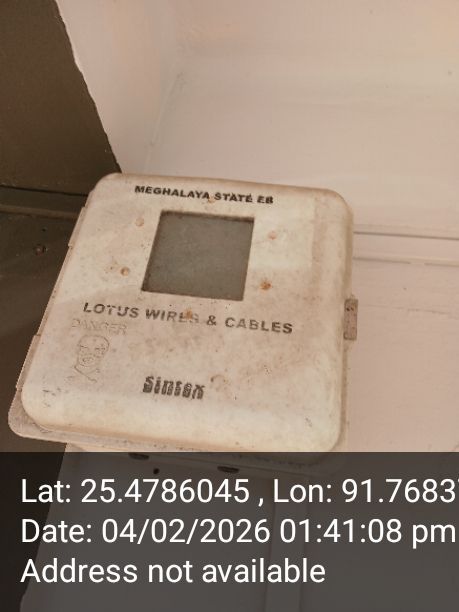 MEGHALAYA STATE EB
LOTUS WIRES & CABLES
DANGER
Sintex
Lat: 25.4786045 , Lon: 91.7683
Date: 04/02/2026 01:41:08 pm
Address not available